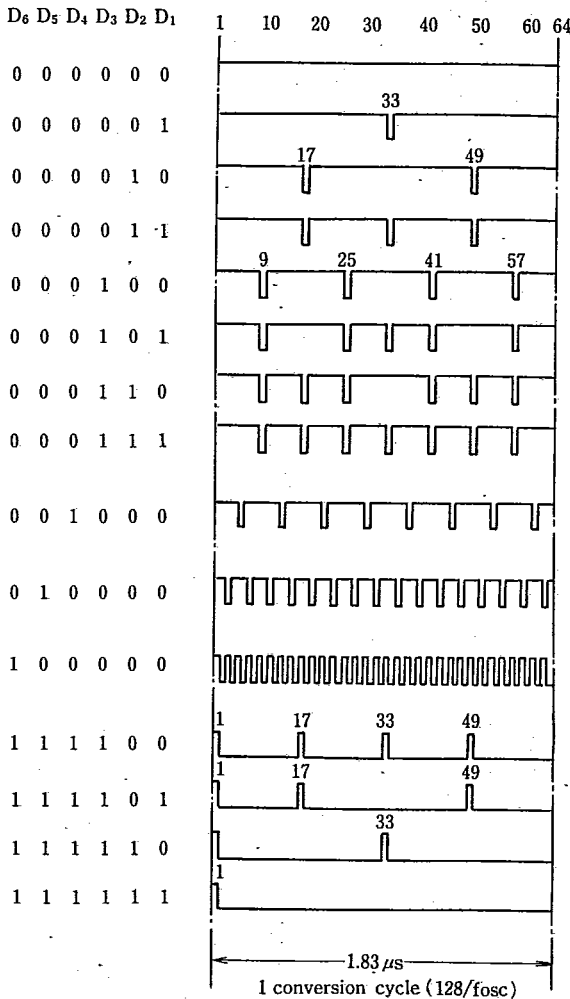 D6 D5 D4 D3 D2 D1 1 10 20 30 40 50 60 64
0 0 0 0 0 0
33
0 0 0 0 0 1
17 49
0 0 0 0 1 0
0 0 0 0 1 1
9 25 41 57
0 0 0 1 0 0
0 0 0 1 0 1
0 0 0 1 1 0
0 0 0 1 1 1
0 0 1 0 0 0
0 1 0 0 0 0
1 0 0 0 0 0
1 17 33 49
1 1 1 1 0 0
1 17 49
1 1 1 1 0 1
33
1 1 1 1 1 0
1
1 1 1 1 1 1
1.83 μs
1 conversion cycle (128/fosc)